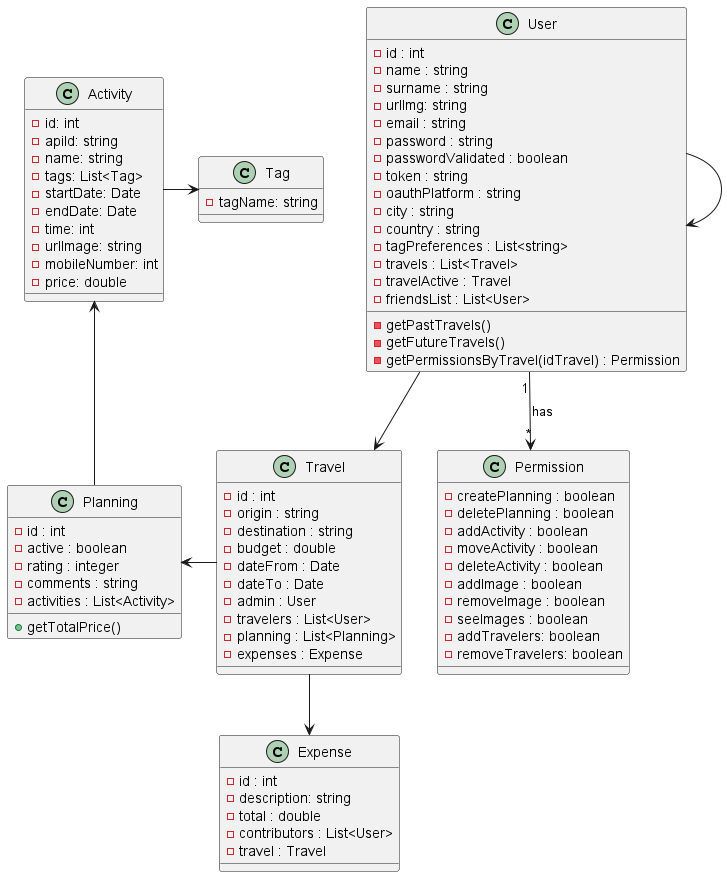 C User
id : int
name : string
surname : string
urlImg: string
email : string
password : string
passwordValidated : boolean
token : string
oauthPlatform : string
city : string
country : string
tagPreferences : List<string>
travels : List<Travel>
travelActive : Travel
friendsList : List<User>
getPastTravels()
getFutureTravels()
getPermissionsByTravel(idTravel) : Permission
C Activity
id: int
apiId: string
name: string
tags: List<Tag>
startDate: Date
endDate: Date
time: int
urlImage: string
mobileNumber: int
price: double
C Tag
tagName: string
1
has
*
C Travel
id : int
origin : string
destination : string
budget : double
dateFrom : Date
dateTo : Date
admin : User
travelers : List<User>
planning : List<Planning>
expenses : Expense
C Permission
createPlanning : boolean
deletePlanning : boolean
addActivity : boolean
moveActivity : boolean
deleteActivity : boolean
addImage : boolean
removeImage : boolean
seeImages : boolean
addTravelers: boolean
removeTravelers: boolean
C Planning
id : int
active : boolean
rating : integer
comments : string
activities : List<Activity>
getTotalPrice()
C Expense
id : int
description: string
total : double
contributors : List<User>
travel : Travel